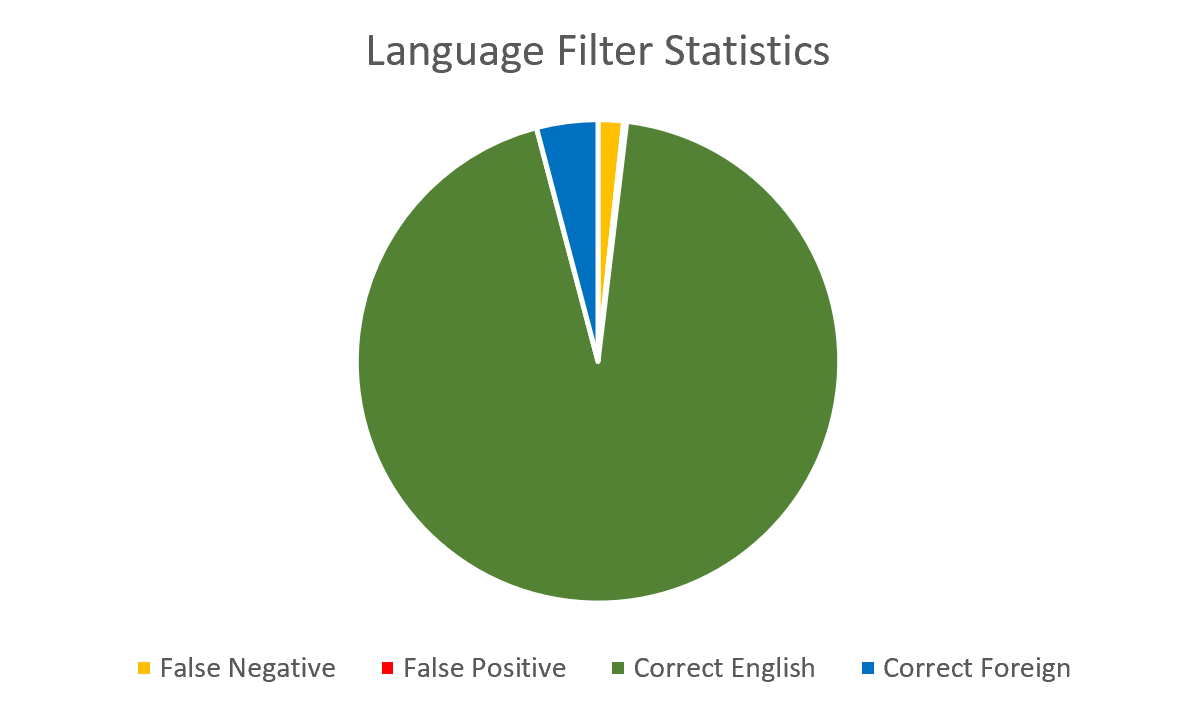 Language Filter Statistics
False Negative False Positive Correct English Correct Foreign